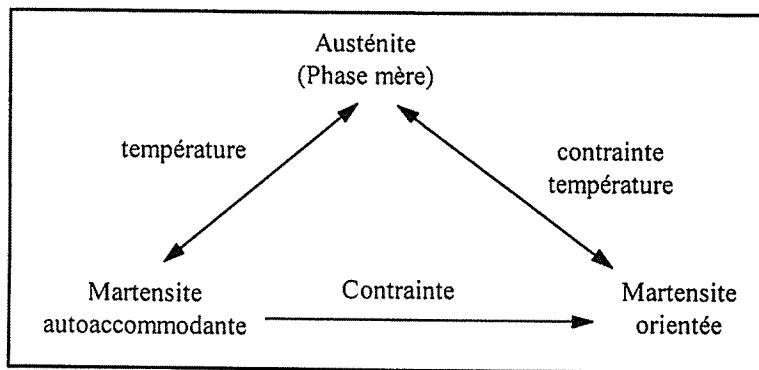 Austénite
(Phase mère)
température
contrainte
température
Martensite
autoaccommodante
Contrainte
Martensite
orientée